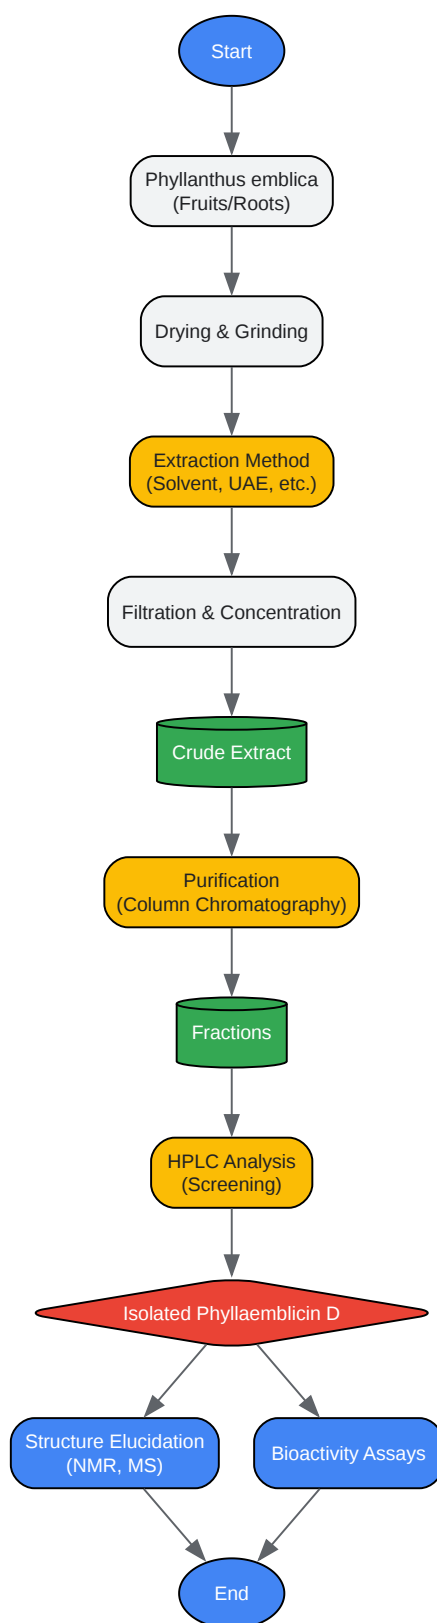 Start
Phyllanthus emblica
(Fruits/Roots)
Drying & Grinding
Extraction Method
(Solvent, UAE, etc.)
Filtration & Concentration
Crude Extract
Purification
(Column Chromatography)
Fractions
HPLC Analysis
(Screening)
Isolated Phyllaemblicin D
Structure Elucidation
(NMR, MS)
Bioactivity Assays
End